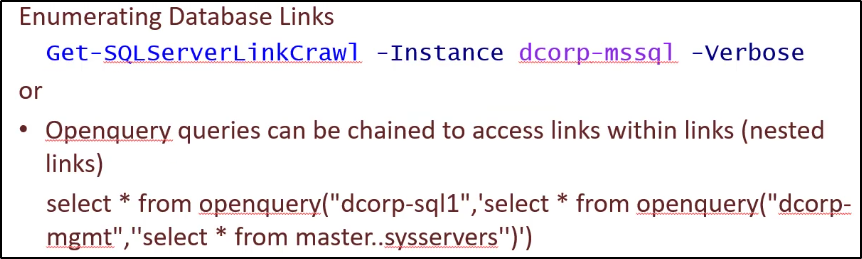 Enumerating Database Links
Get-SQLServerLinkCrawl -Instance dcorp-mssql -Verbose
or
• Openquery queries can be chained to access links within links (nested
links)
select * from openquery("dcorp-sql1",'select * from openquery("dcorp-
mgmt",''select * from master..sysservers'')')